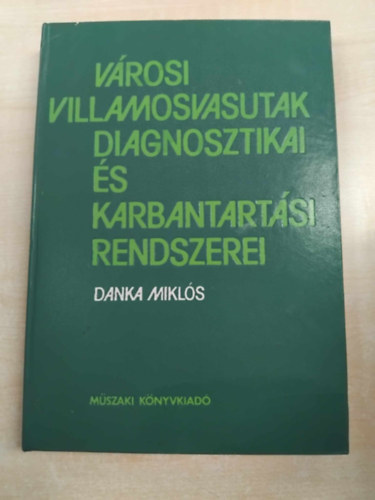 VÁROSI
VILLAMOSVASUTAK
DIAGNOSZTIKAI
ÉS
KARBANTARTÁSI
RENDSZEREI
DANKA MIKLÓS
MŰSZAKI KÖNYVKIADÓ